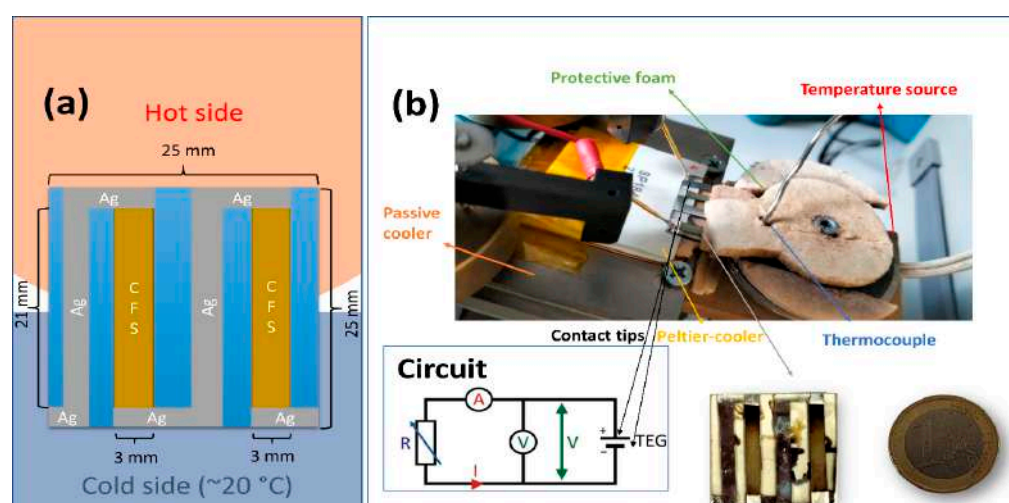 (a)
Hot side
25 mm
Ag
Ag
21 mm
Ag
C
F
S
Ag
C
F
S
25 mm
Ag
Ag
Ag
3 mm
3 mm
Cold side (~20 °C)
(b)
Protective foam
Temperature source
Passive
cooler
Contact tips
Peltier-cooler
Thermocouple
Circuit
A
R
V
V
+
−
TEG
I
1